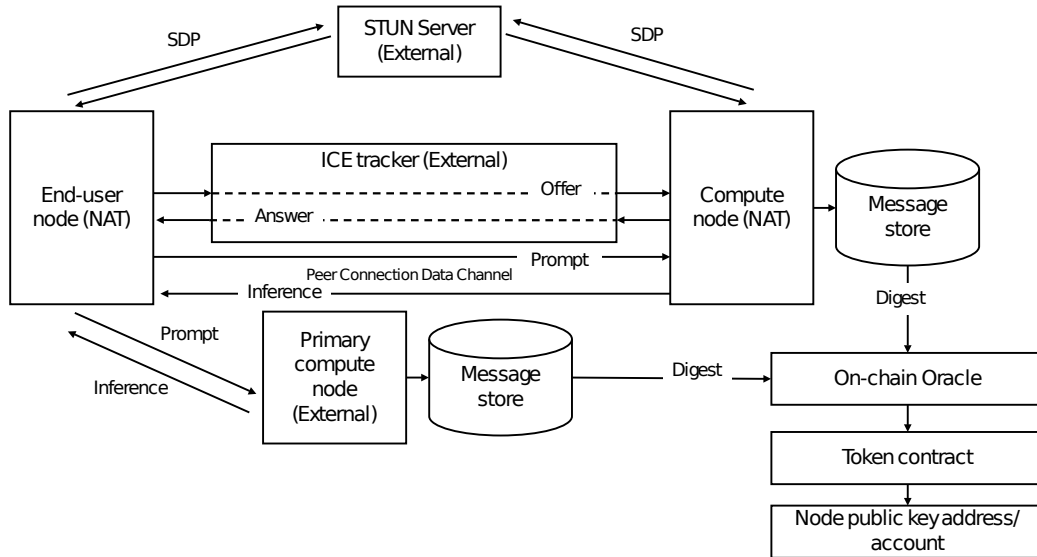 STUN Server
(External)
SDP
SDP
End-user
node (NAT)
ICE tracker (External)
Offer
Answer
Compute
node (NAT)
Message
store
Prompt
Peer Connection Data Channel
Inference
Digest
Prompt
Inference
Primary
compute
node
(External)
Message
store
Digest
On-chain Oracle
Token contract
Node public key address/
account